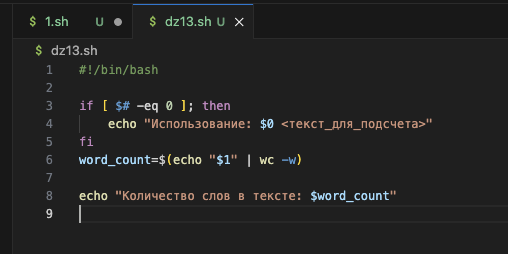 $ 1.sh U ● $ dz13.sh U ×
$ dz13.sh
1 #!/bin/bash
2
3 if [ $# -eq 0 ]; then
4 echo "Использование: $0 <текст_для_подсчета>"
5 fi
6 word_count=$(echo "$1" | wc -w)
7
8 echo "Количество слов в тексте: $word_count"
9